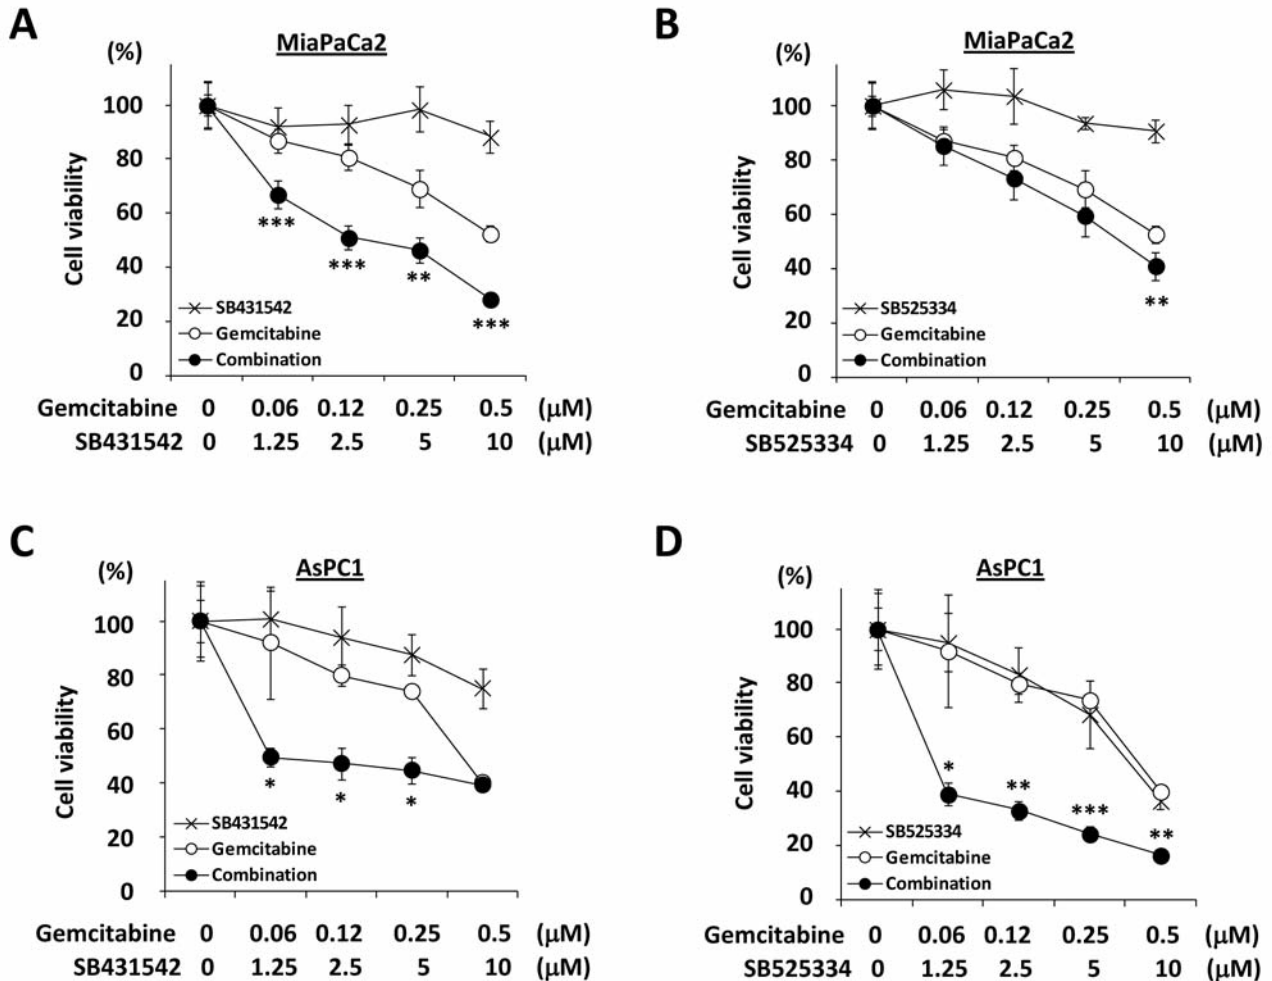 A
B
MiaPaCa2
MiaPaCa2
(%)
(%)
Cell viability
100
80
60
40
20
0
***
***
**
***
SB431542
Gemcitabine
Combination
Gemcitabine 0 0.06 0.12 0.25 0.5 (μM)
SB431542 0 1.25 2.5 5 10 (μM)
Cell viability
100
80
60
40
20
0
**
SB525334
Gemcitabine
Combination
Gemcitabine 0 0.06 0.12 0.25 0.5 (μM)
SB525334 0 1.25 2.5 5 10 (μM)
C
D
AsPC1
AsPC1
(%)
(%)
Cell viability
100
80
60
40
20
0
*
*
*
SB431542
Gemcitabine
Combination
Gemcitabine 0 0.06 0.12 0.25 0.5 (μM)
SB431542 0 1.25 2.5 5 10 (μM)
Cell viability
100
80
60
40
20
0
*
**
***
**
SB525334
Gemcitabine
Combination
Gemcitabine 0 0.06 0.12 0.25 0.5 (μM)
SB525334 0 1.25 2.5 5 10 (μM)